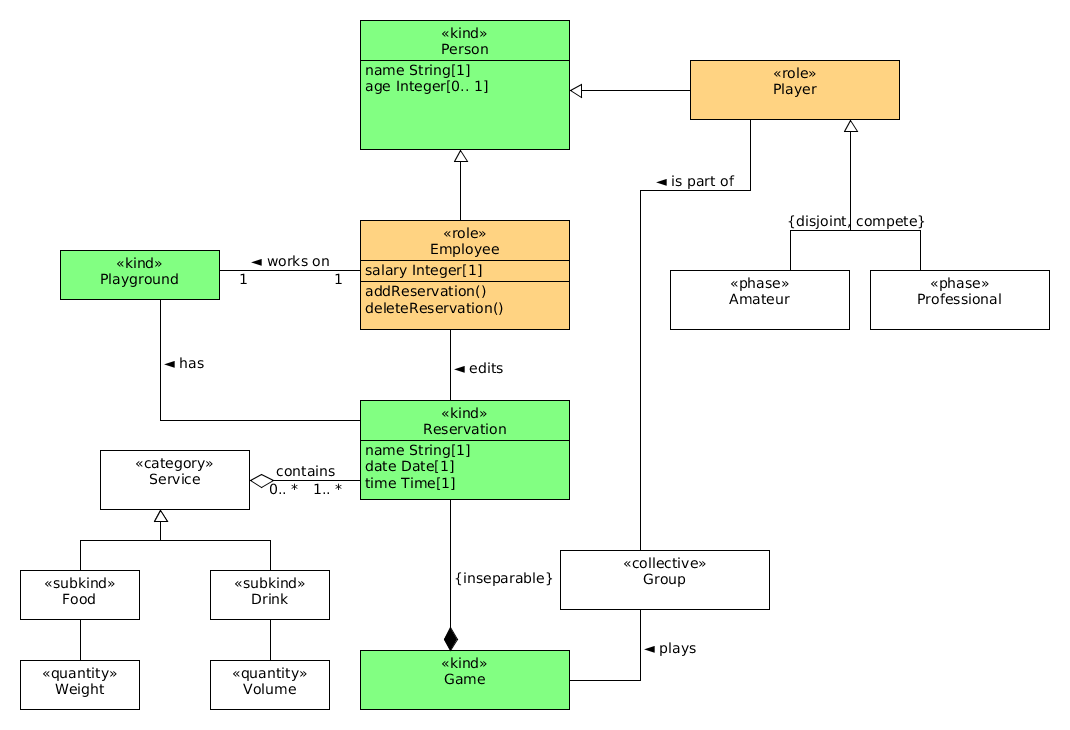 «kind»
Person
name String[1]
age Integer[0.. 1]
«role»
Player
◄ is part of
{disjoint, compete}
«role»
Employee
salary Integer[1]
addReservation()
deleteReservation()
◄ works on
1
1
«kind»
Playground
«phase»
Amateur
«phase»
Professional
◄ has
◄ edits
«kind»
Reservation
name String[1]
date Date[1]
time Time[1]
«category»
Service
contains
0.. *
1.. *
«subkind»
Food
«subkind»
Drink
{inseparable}
«collective»
Group
«quantity»
Weight
«quantity»
Volume
«kind»
Game
◄ plays